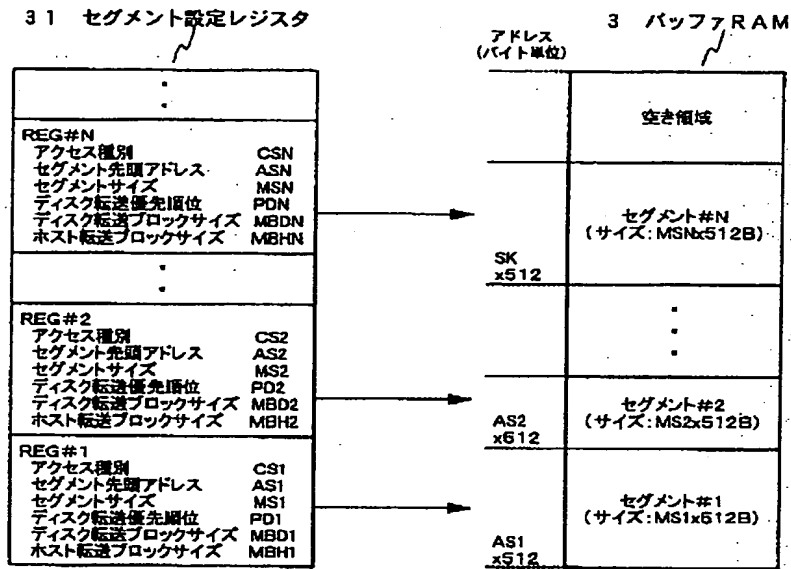 31 セグメント設定レジスタ
REG#N
アクセス種別 CSN
セグメント先頭アドレス ASN
セグメントサイズ MSN
ディスク転送優先順位 PDN
ディスク転送ブロックサイズ MBDN
ホスト転送ブロックサイズ MBHN
REG#2
アクセス種別 CS2
セグメント先頭アドレス AS2
セグメントサイズ MS2
ディスク転送優先順位 PD2
ディスク転送ブロックサイズ MBD2
ホスト転送ブロックサイズ MBH2
REG#1
アクセス種別 CS1
セグメント先頭アドレス AS1
セグメントサイズ MS1
ディスク転送優先順位 PD1
ディスク転送ブロックサイズ MBD1
ホスト転送ブロックサイズ MBH1
3 バッファRAM
アドレス
(バイト単位)
空き領域
セグメント#N
(サイズ:MSNx512B)
SK
x512
セグメント#2
(サイズ:MS2x512B)
AS2
x512
セグメント#1
(サイズ:MS1x512B)
AS1
x512